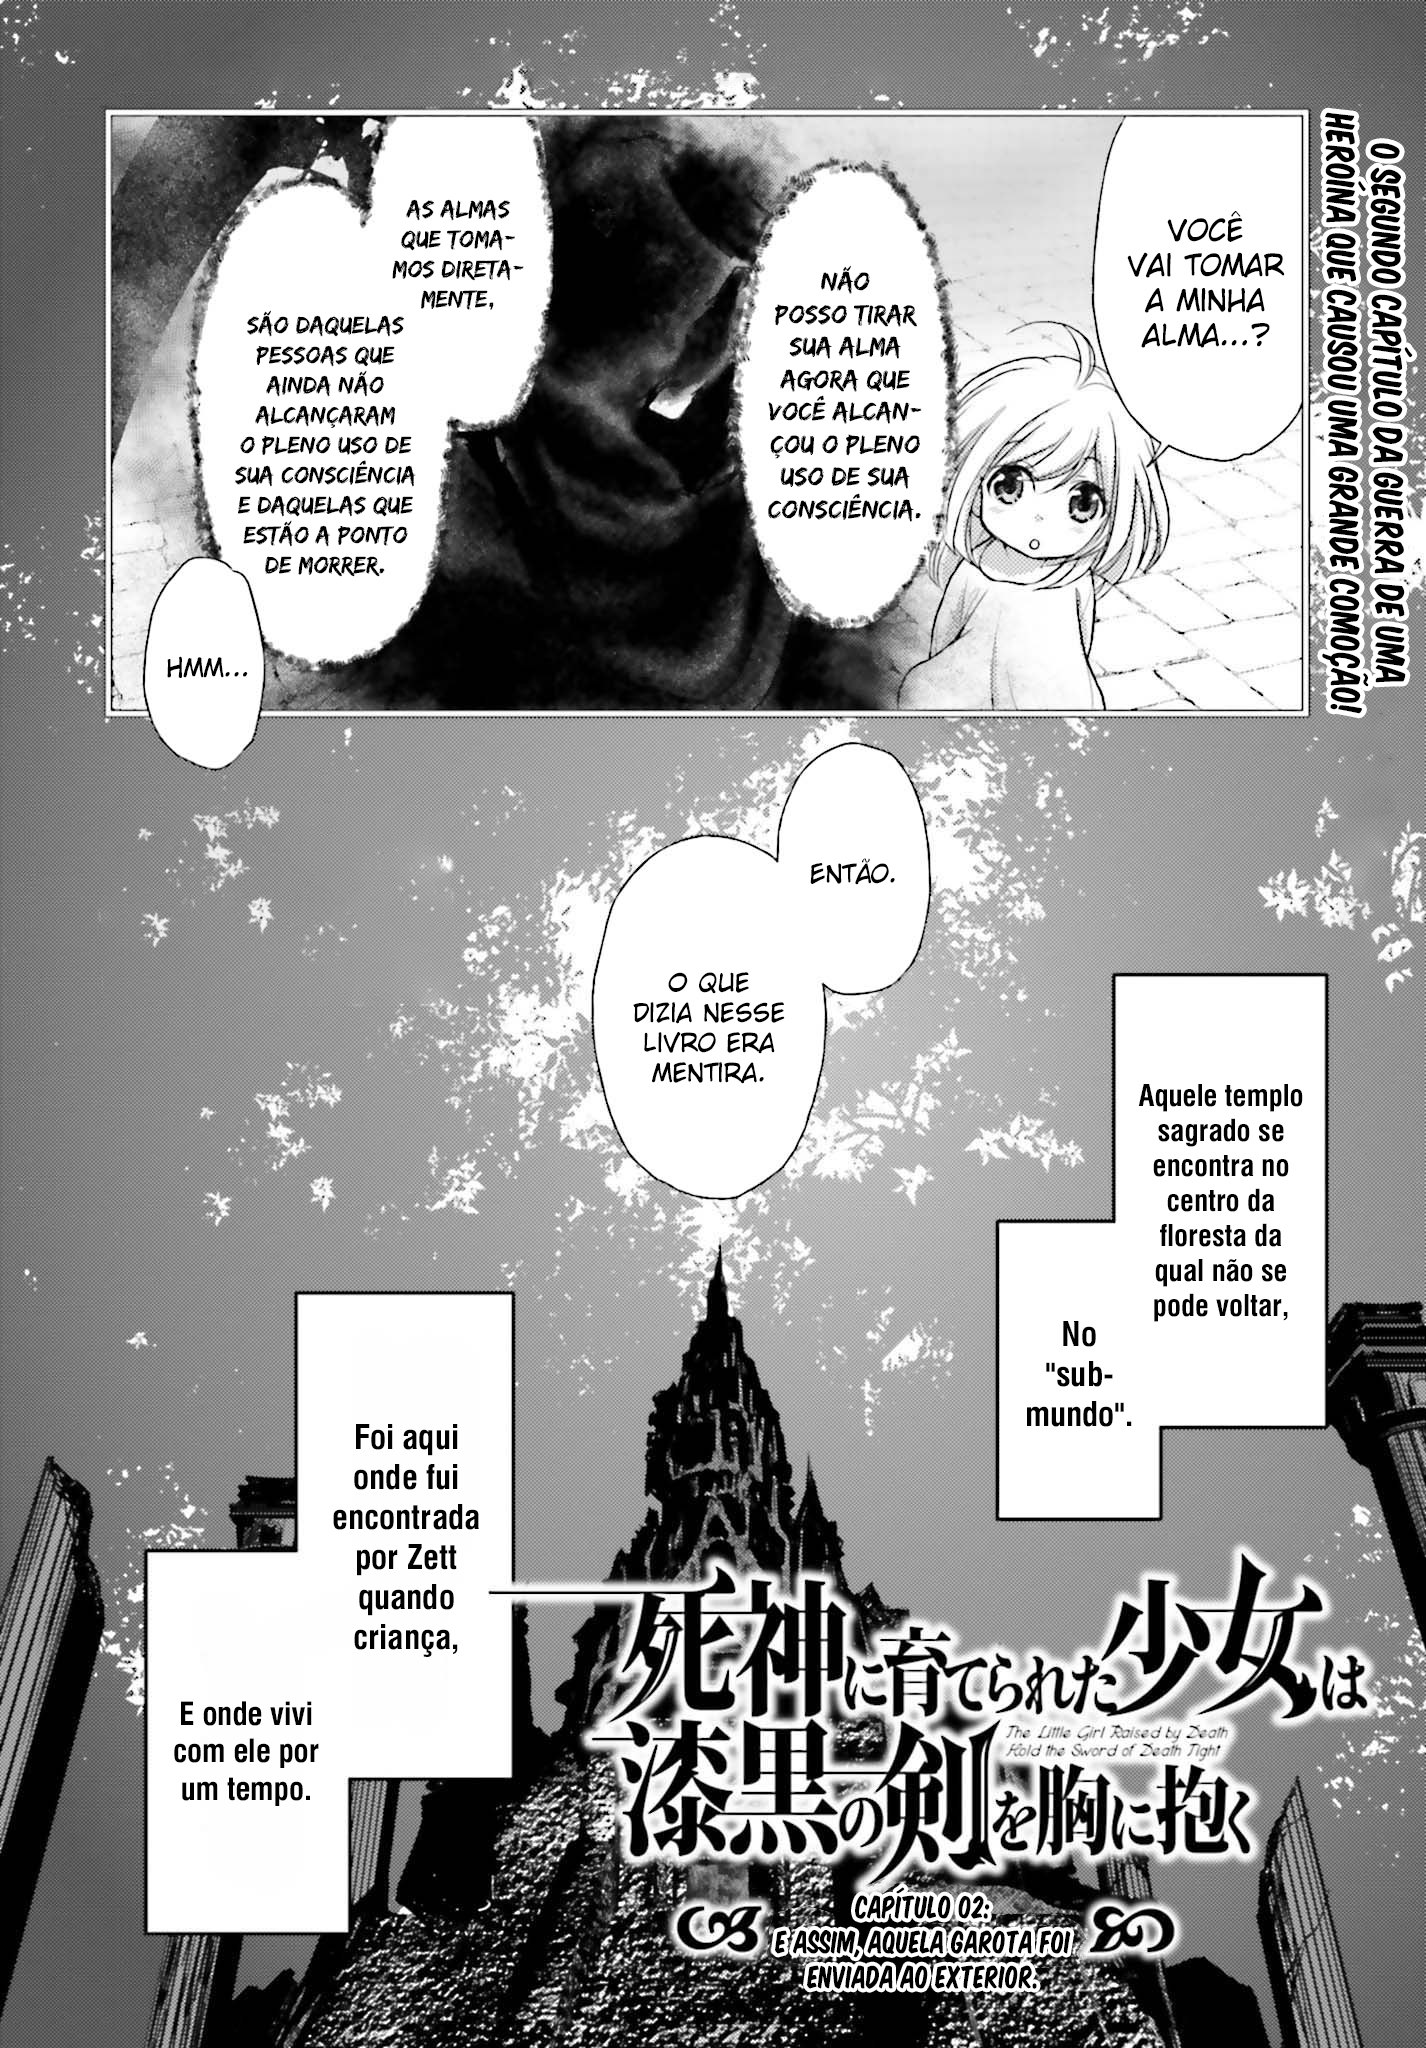 O SEGUNDO CAPÍTULO DA GUERRA DE UMA
HEROÍNA QUE CAUSOU UMA GRANDE COMOÇÃO!
VOCÊ
VAI TOMAR
A MINHA
ALMA...?
NÃO
POSSO TIRAR
SUA ALMA
AGORA QUE
VOCÊ ALCAN-
ÇOU O PLENO
USO DE SUA
CONSCIÊNCIA.
AS ALMAS
QUE TOMA-
MOS DIRETA-
MENTE,
SÃO DAQUELAS
PESSOAS QUE
AINDA NÃO
ALCANÇARAM
O PLENO USO DE
SUA CONSCIÊNCIA
E DAQUELAS QUE
ESTÃO A PONTO
DE MORRER.
HMM...
ENTÃO.
O QUE
DIZIA NESSE
LIVRO ERA
MENTIRA.
Aquele templo
sagrado se
encontra no
centro da
floresta da
qual não se
pode voltar,
No
"sub-
mundo".
Foi aqui
onde fui
encontrada
por Zett
quando
criança,
E onde vivi
com ele por
um tempo.
死神に育てられた少女は
漆黒の剣を胸に抱く
The Little Girl Raised by Death
Hold the Sword of Death Tight
CAPÍTULO 02:
E ASSIM, AQUELA GAROTA FOI
ENVIADA AO EXTERIOR.